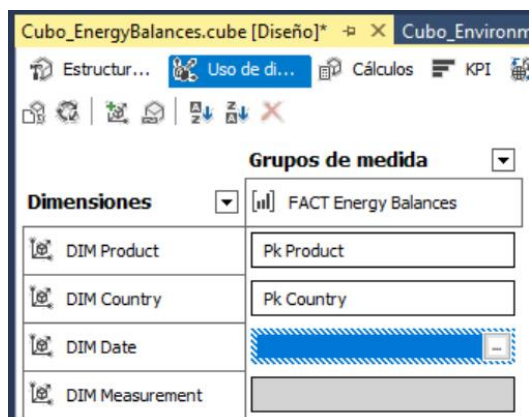 Cubo_EnergyBalances.cube [Diseño]* Cubo_Environm
Estructur... Uso de di... Cálculos KPI
Grupos de medida
Dimensiones FACT Energy Balances
DIM Product Pk Product
DIM Country Pk Country
DIM Date ...
DIM Measurement